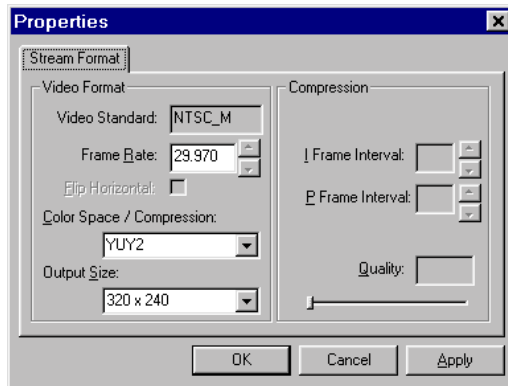 Properties
Stream Format
Video Format
Video Standard: NTSC_M
Frame Rate: 29.970
Flip Horizontal:
Color Space / Compression:
YUY2
Output Size:
320 x 240
Compression
I Frame Interval:
P Frame Interval:
Quality:
OK Cancel Apply